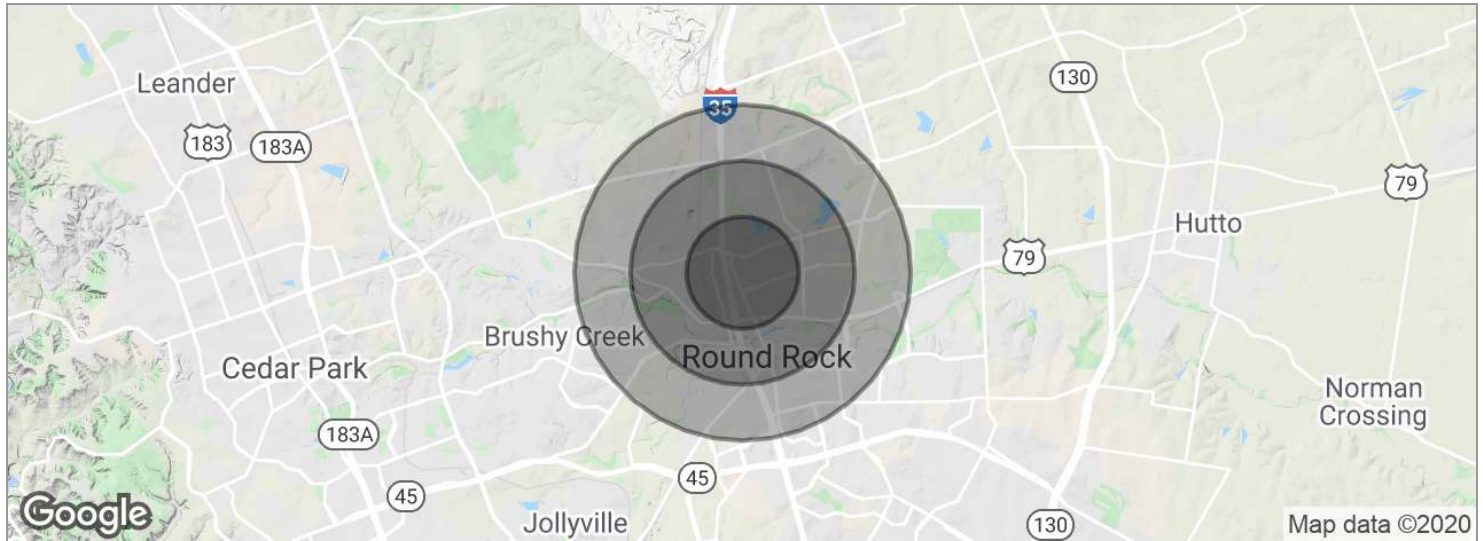 Leander
35
130
183
183A
79
Hutto
79
Brushy Creek
Round Rock
Cedar Park
Norman
Crossing
183A
45
45
Google
Jollyville
130
Map data ©2020